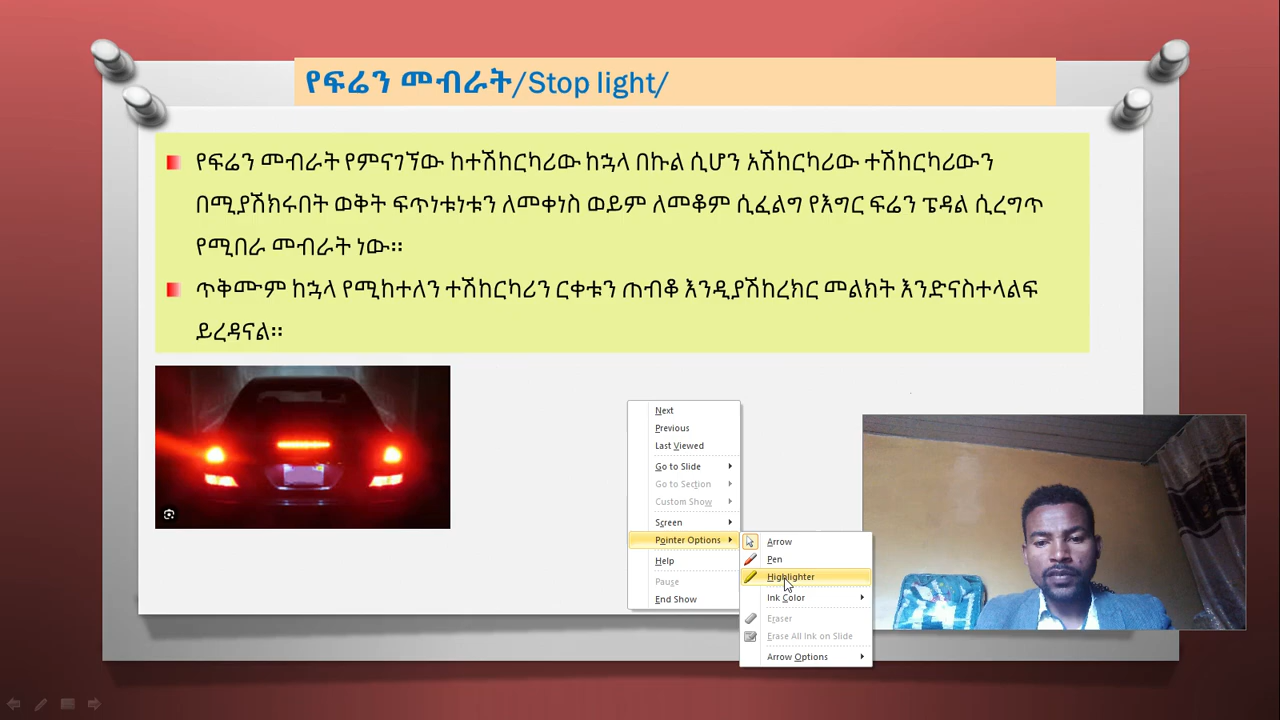 የፍሬን መብራት/Stop light/
የፍሬን መብራት የምናገኘው ከተሽከርካሪው ከኋላ በኩል ሲሆን አሽከርካሪው ተሽከርካሪውን
በሚያሽክሩበት ወቅት ፍጥነቱነቱን ለመቀነስ ወይም ለመቆም ሲፈልግ የእግር ፍሬን ፔዳል ሲረግጥ
የሚበራ መብራት ነው፡፡
ጥቅሙም ከኋላ የሚከተለን ተሽከርካሪን ርቀቱን ጠብቆ እንዲያሽከረክር መልክት እንድናስተላልፍ
ይረዳናል፡፡
Next
Previous
Last Viewed
Go to Slide
Go to Section
Custom Show
Screen
Pointer Options
Help
Pause
End Show
Arrow
Pen
Highlighter
Ink Color
Eraser
Erase All Ink on Slide
Arrow Options